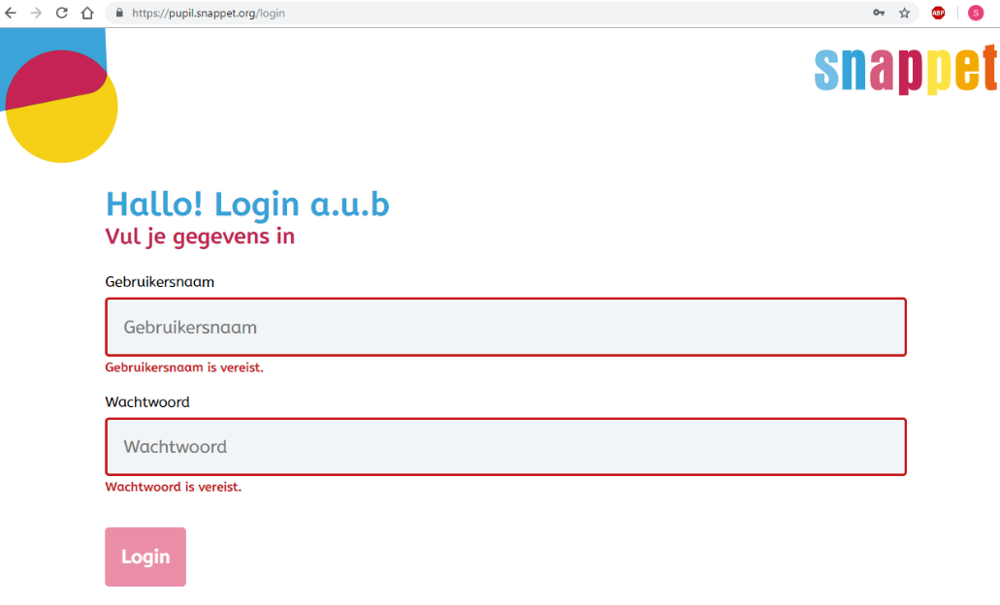 https://pupil.snappet.org/login
ABP
S
snappet
Hallo! Login a.u.b
Vul je gegevens in
Gebruikersnaam
Gebruikersnaam
Gebruikersnaam is vereist.
Wachtwoord
Wachtwoord
Wachtwoord is vereist.
Login